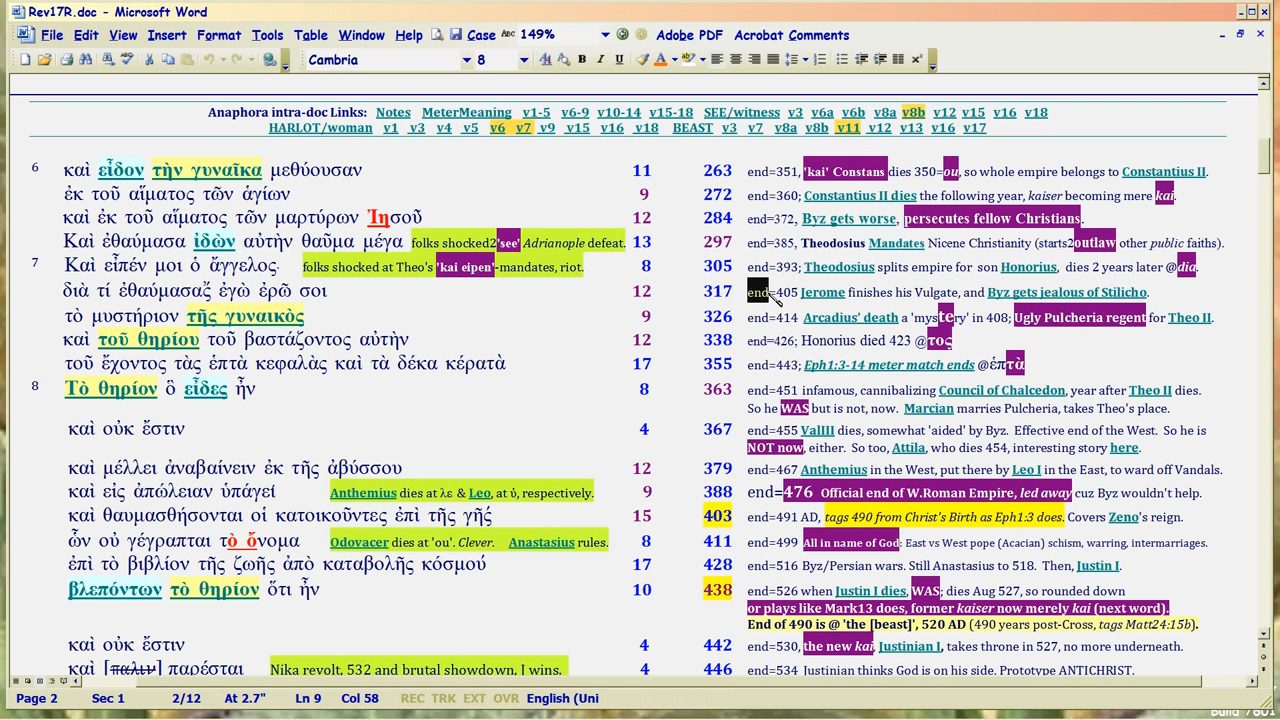 Rev17R.doc - Microsoft Word
File Edit View Insert Format Tools Table Window Help Case 149% Adobe PDF Acrobat Comments
Cambria 8
Anaphora intra-doc Links: Notes MeterMeaning v1-5 v6-9 v10-14 v15-18 SEE/witness v3 v6a v6b v8a v8b v12 v15 v16 v18
HARLOT/woman v1 v3 v4 v5 v6 v7 v9 v15 v16 v18 BEAST v3 v7 v8a v8b v11 v12 v13 v16 v17
6 καὶ εἶδον τὴν γυναῖκα μεθύουσαν 11 263 end=351, 'kai' Constans dies 350=ου, so whole empire belongs to Constantius II.
ἐκ τοῦ αἵματος τῶν ἁγίων 9 272 end=360; Constantius II dies the following year, kaiser becoming mere kai.
καὶ ἐκ τοῦ αἵματος τῶν μαρτύρων Ἰησοῦ 12 284 end=372, Byz gets worse, persecutes fellow Christians.
Καὶ ἐθαύμασα ἰδὼν αὐτὴν θαῦμα μέγα folks shocked2'see' Adrianople defeat. 13 297 end=385, Theodosius Mandates Nicene Christianity (starts2outlaw other public faiths).
7 Καὶ εἶπέν μοι ὁ ἄγγελος· folks shocked at Theo's 'kai eipen'-mandates, riot. 8 305 end=393; Theodosius splits empire for son Honorius, dies 2 years later @dia.
διὰ τί ἐθαύμασαξ ἐγὼ ἐρῶ σοι 12 317 end=405 Jerome finishes his Vulgate, and Byz gets jealous of Stilicho.
τὸ μυστήριον τῆς γυναικὸς 9 326 end=414 Arcadius' death a 'mystery' in 408; Ugly Pulcheria regent for Theo II.
καὶ τοῦ θηρίου τοῦ βαστάζοντος αὐτὴν 12 338 end=426; Honorius died 423 @τος
τοῦ ἔχοντος τὰς ἑπτὰ κεφαλὰς καὶ τὰ δέκα κέρατὰ 17 355 end=443; Eph1:3-14 meter match ends @ἑπτὰ
8 Τὸ θηρίον ὃ εἶδες ἦν 8 363 end=451 infamous, cannibalizing Council of Chalcedon, year after Theo II dies.
So he WAS but is not, now. Marcian marries Pulcheria, takes Theo's place.
καὶ οὐκ ἔστιν 4 367 end=455 ValIII dies, somewhat 'aided' by Byz. Effective end of the West. So he is
NOT now, either. So too, Attila, who dies 454, interesting story here.
καὶ μέλλει ἀναβαίνειν ἐκ τῆς ἀβύσσου 12 379 end=467 Anthemius in the West, put there by Leo I in the East, to ward off Vandals.
καὶ εἰς ἀπώλειαν ὑπάγεί Anthemius dies at λε & Leo, at ύ, respectively. 9 388 end=476 Official end of W.Roman Empire, led away cuz Byz wouldn't help.
καὶ θαυμασθήσονται οἱ κατοικοῦντες ἐπὶ τῆς γῆς 15 403 end=491 AD, tags 490 from Christ's Birth as Eph1:3 does. Covers Zeno's reign.
ὧν οὐ γέγραπται τὸ ὄνομα Odovacer dies at 'ou'. Clever. Anastasius rules. 8 411 end=499 All in name of God: East vs West pope (Acacian) schism, warring, intermarriages.
ἐπὶ τὸ βιβλίον τῆς ζωῆς ἀπὸ καταβολῆς κόσμού 17 428 end=516 Byz/Persian wars. Still Anastasius to 518. Then, Justin I.
βλεπόντων τὸ θηρίον ὅτι ἦν 10 438 end=526 when Justin I dies, WAS; dies Aug 527, so rounded down
or plays like Mark13 does, former kaiser now merely kai (next word).
End of 490 is @ 'the [beast]', 520 AD (490 years post-Cross, tags Matt24:15b).
καὶ οὐκ ἔστιν 4 442 end=530, the new kai, Justinian I, takes throne in 527, no more underneath.
καὶ [παλιν] παρέσται Nika revolt, 532 and brutal showdown, J wins. 4 446 end=534 Justinian thinks God is on his side. Prototype ANTICHRIST.
Page 2 Sec 1 2/12 At 2.7" Ln 9 Col 58 REC TRK EXT OVR English (Uni